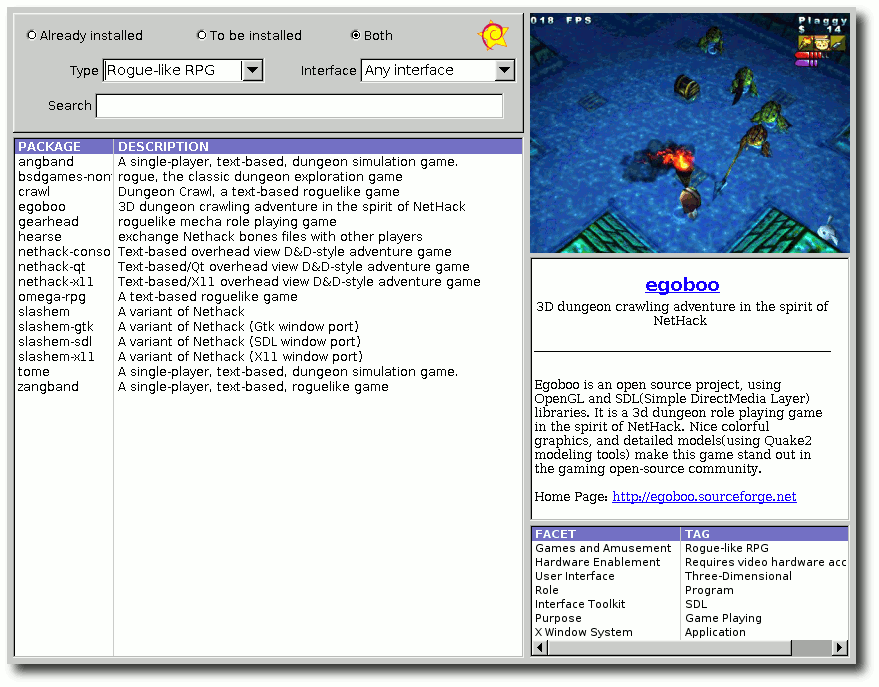 Already installed
To be installed
Both
Type
Rogue-like RPG
Interface
Any interface
Search
PACKAGE DESCRIPTION
angband A single-player, text-based, dungeon simulation game.
bsdgames-non rogue, the classic dungeon exploration game
crawl Dungeon Crawl, a text-based roguelike game
egoboo 3D dungeon crawling adventure in the spirit of NetHack
gearhead roguelike mecha role playing game
hearse exchange Nethack bones files with other players
nethack-conso Text-based overhead view D&D-style adventure game
nethack-qt Text-based/Qt overhead view D&D-style adventure game
nethack-x11 Text-based/X11 overhead view D&D-style adventure game
omega-rpg A text-based roguelike game
slashem A variant of Nethack
slashem-gtk A variant of Nethack (Gtk window port)
slashem-sdl A variant of Nethack (SDL window port)
slashem-x11 A variant of Nethack (X11 window port)
tome A single-player, text-based, dungeon simulation game.
zangband A single-player, text-based, roguelike game
018 FPS
Plaggy
$ 14
egoboo
3D dungeon crawling adventure in the spirit of
NetHack
Egoboo is an open source project, using
OpenGL and SDL(Simple DirectMedia Layer)
libraries. It is a 3d dungeon role playing game
in the spirit of NetHack. Nice colorful
graphics, and detailed models(using Quake2
modeling tools) make this game stand out in
the gaming open-source community.
Home Page: http://egoboo.sourceforge.net
FACET TAG
Games and Amusement Rogue-like RPG
Hardware Enablement Requires video hardware acc
User Interface Three-Dimensional
Role Program
Interface Toolkit SDL
Purpose Game Playing
X Window System Application